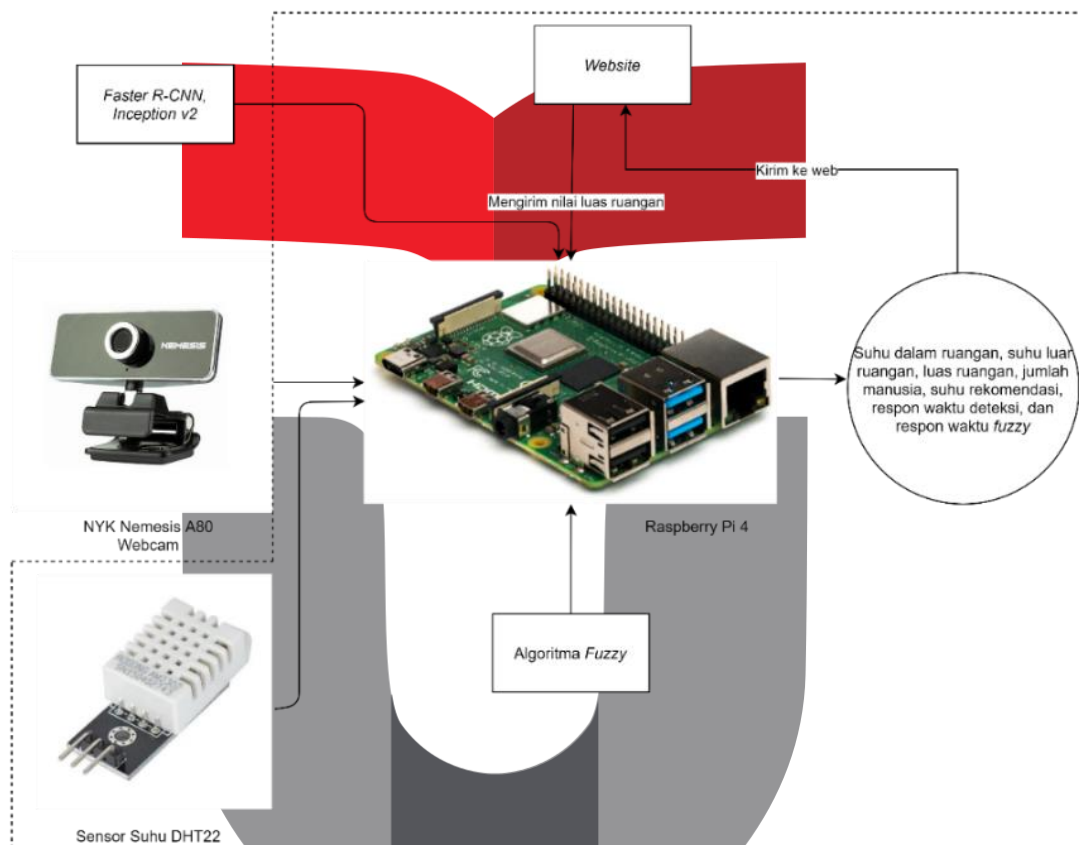 Faster R-CNN,
Inception v2
Website
Kirim ke web
Mengirim nilai luas ruangan
NEMESIS
Suhu dalam ruangan, suhu luar
ruangan, luas ruangan, jumlah
manusia, suhu rekomendasi,
respon waktu deteksi, dan
respon waktu fuzzy
NYK Nemesis A80
Webcam
Raspberry Pi 4
Algoritma Fuzzy
Sensor Suhu DHT22